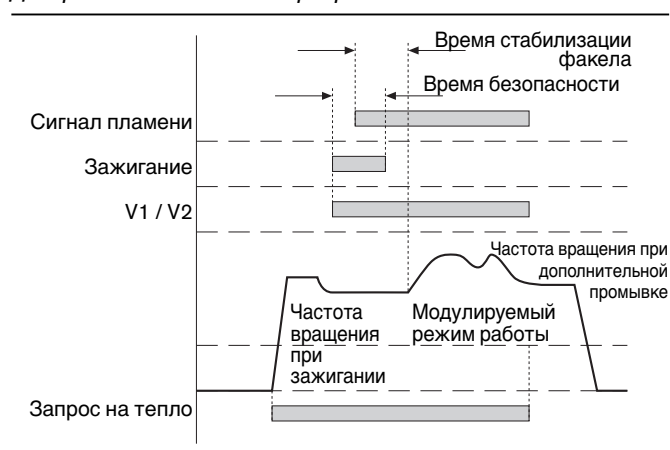 Время стабилизации
факела
Время безопасности
Сигнал пламени
Зажигание
V1 / V2
Частота вращения при
дополнительной
промывке
Частота
вращения
при
зажигании
Модулируемый
режим работы
Запрос на тепло